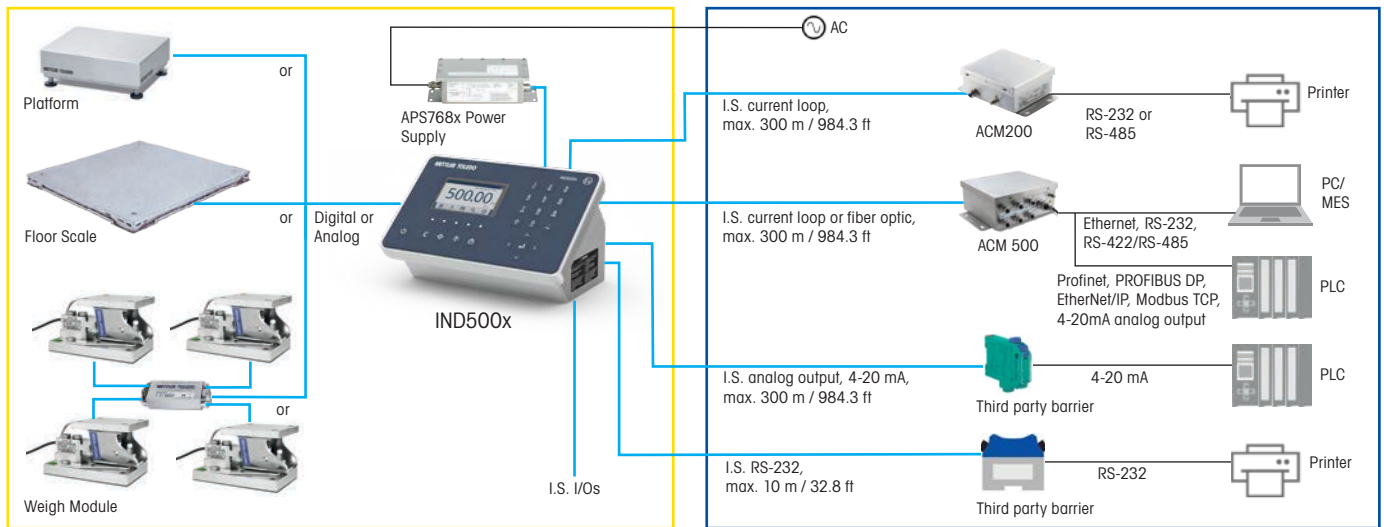 AC
or
Platform
APS768x Power
Supply
I.S. current loop,
max. 300 m / 984.3 ft
ACM200
RS-232 or
RS-485
Printer
METTLER TOLEDO
500.00
or
Floor Scale
Digital or
Analog
IND500x
I.S. current loop or fiber optic,
max. 300 m / 984.3 ft
ACM 500
Ethernet, RS-232,
RS-422/RS-485
PC/
MES
Profinet, PROFIBUS DP,
EtherNet/IP, Modbus TCP,
4-20mA analog output
PLC
METTLER TOLEDO
or
Weigh Module
I.S. I/Os
I.S. analog output, 4-20 mA,
max. 300 m / 984.3 ft
Third party barrier
4-20 mA
PLC
I.S. RS-232,
max. 10 m / 32.8 ft
Third party barrier
RS-232
Printer